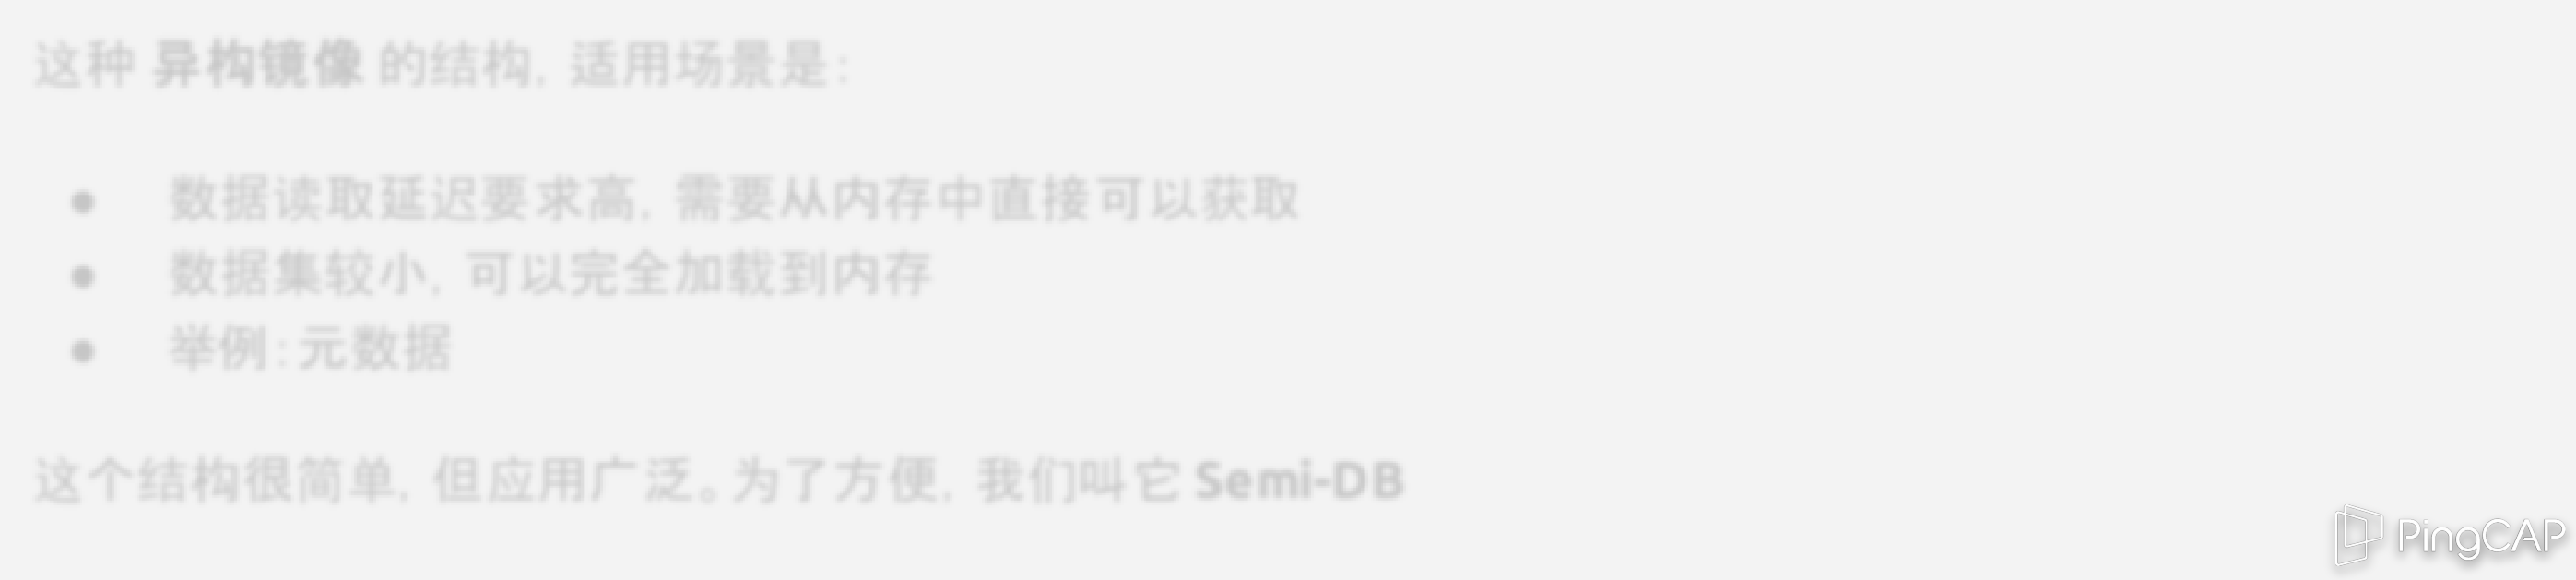 这种 异构镜像 的结构，适用场景是：
● 数据读取延迟要求高，需要从内存中直接可以获取
● 数据集较小，可以完全加载到内存
● 举例：元数据
这个结构很简单，但应用广泛。为了方便，我们叫它 Semi-DB
PingCAP